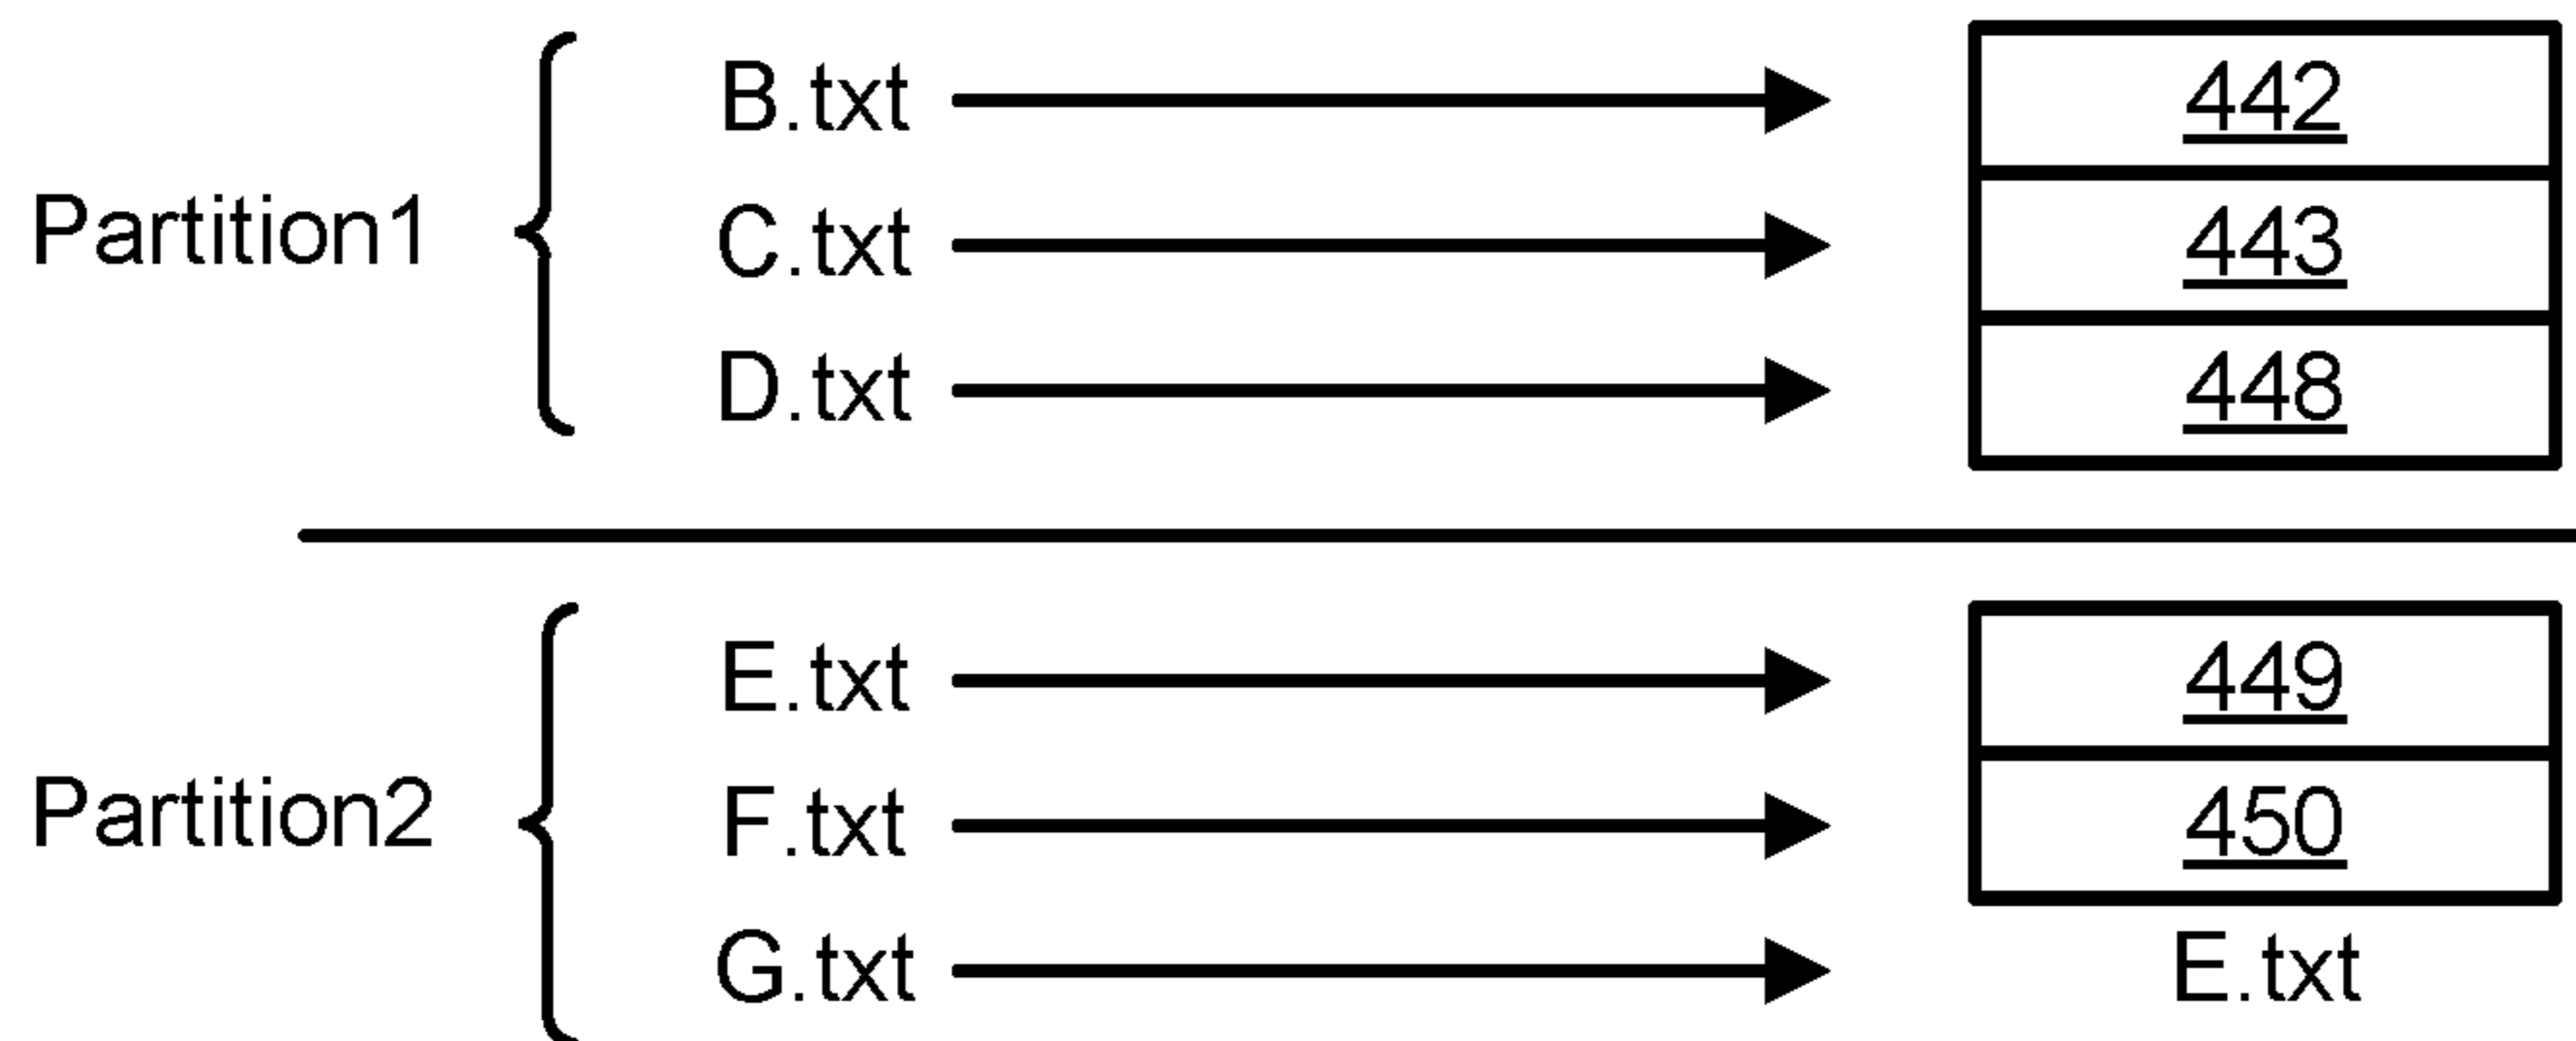 B.txt 442
Partition1 C.txt 443
D.txt 448
E.txt 449
Partition2 F.txt 450
G.txt E.txt